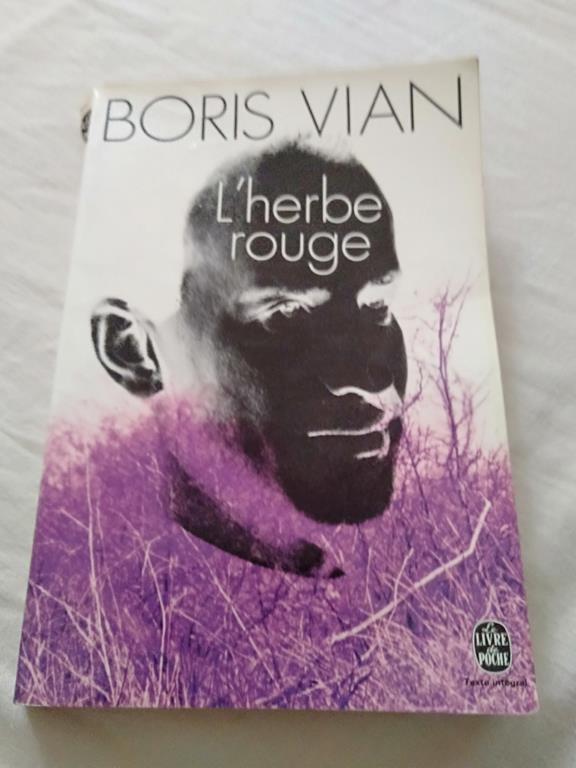 BORIS VIAN
L'herbe
rouge
Le
LIVRE
de
POCHE
Texte intégral